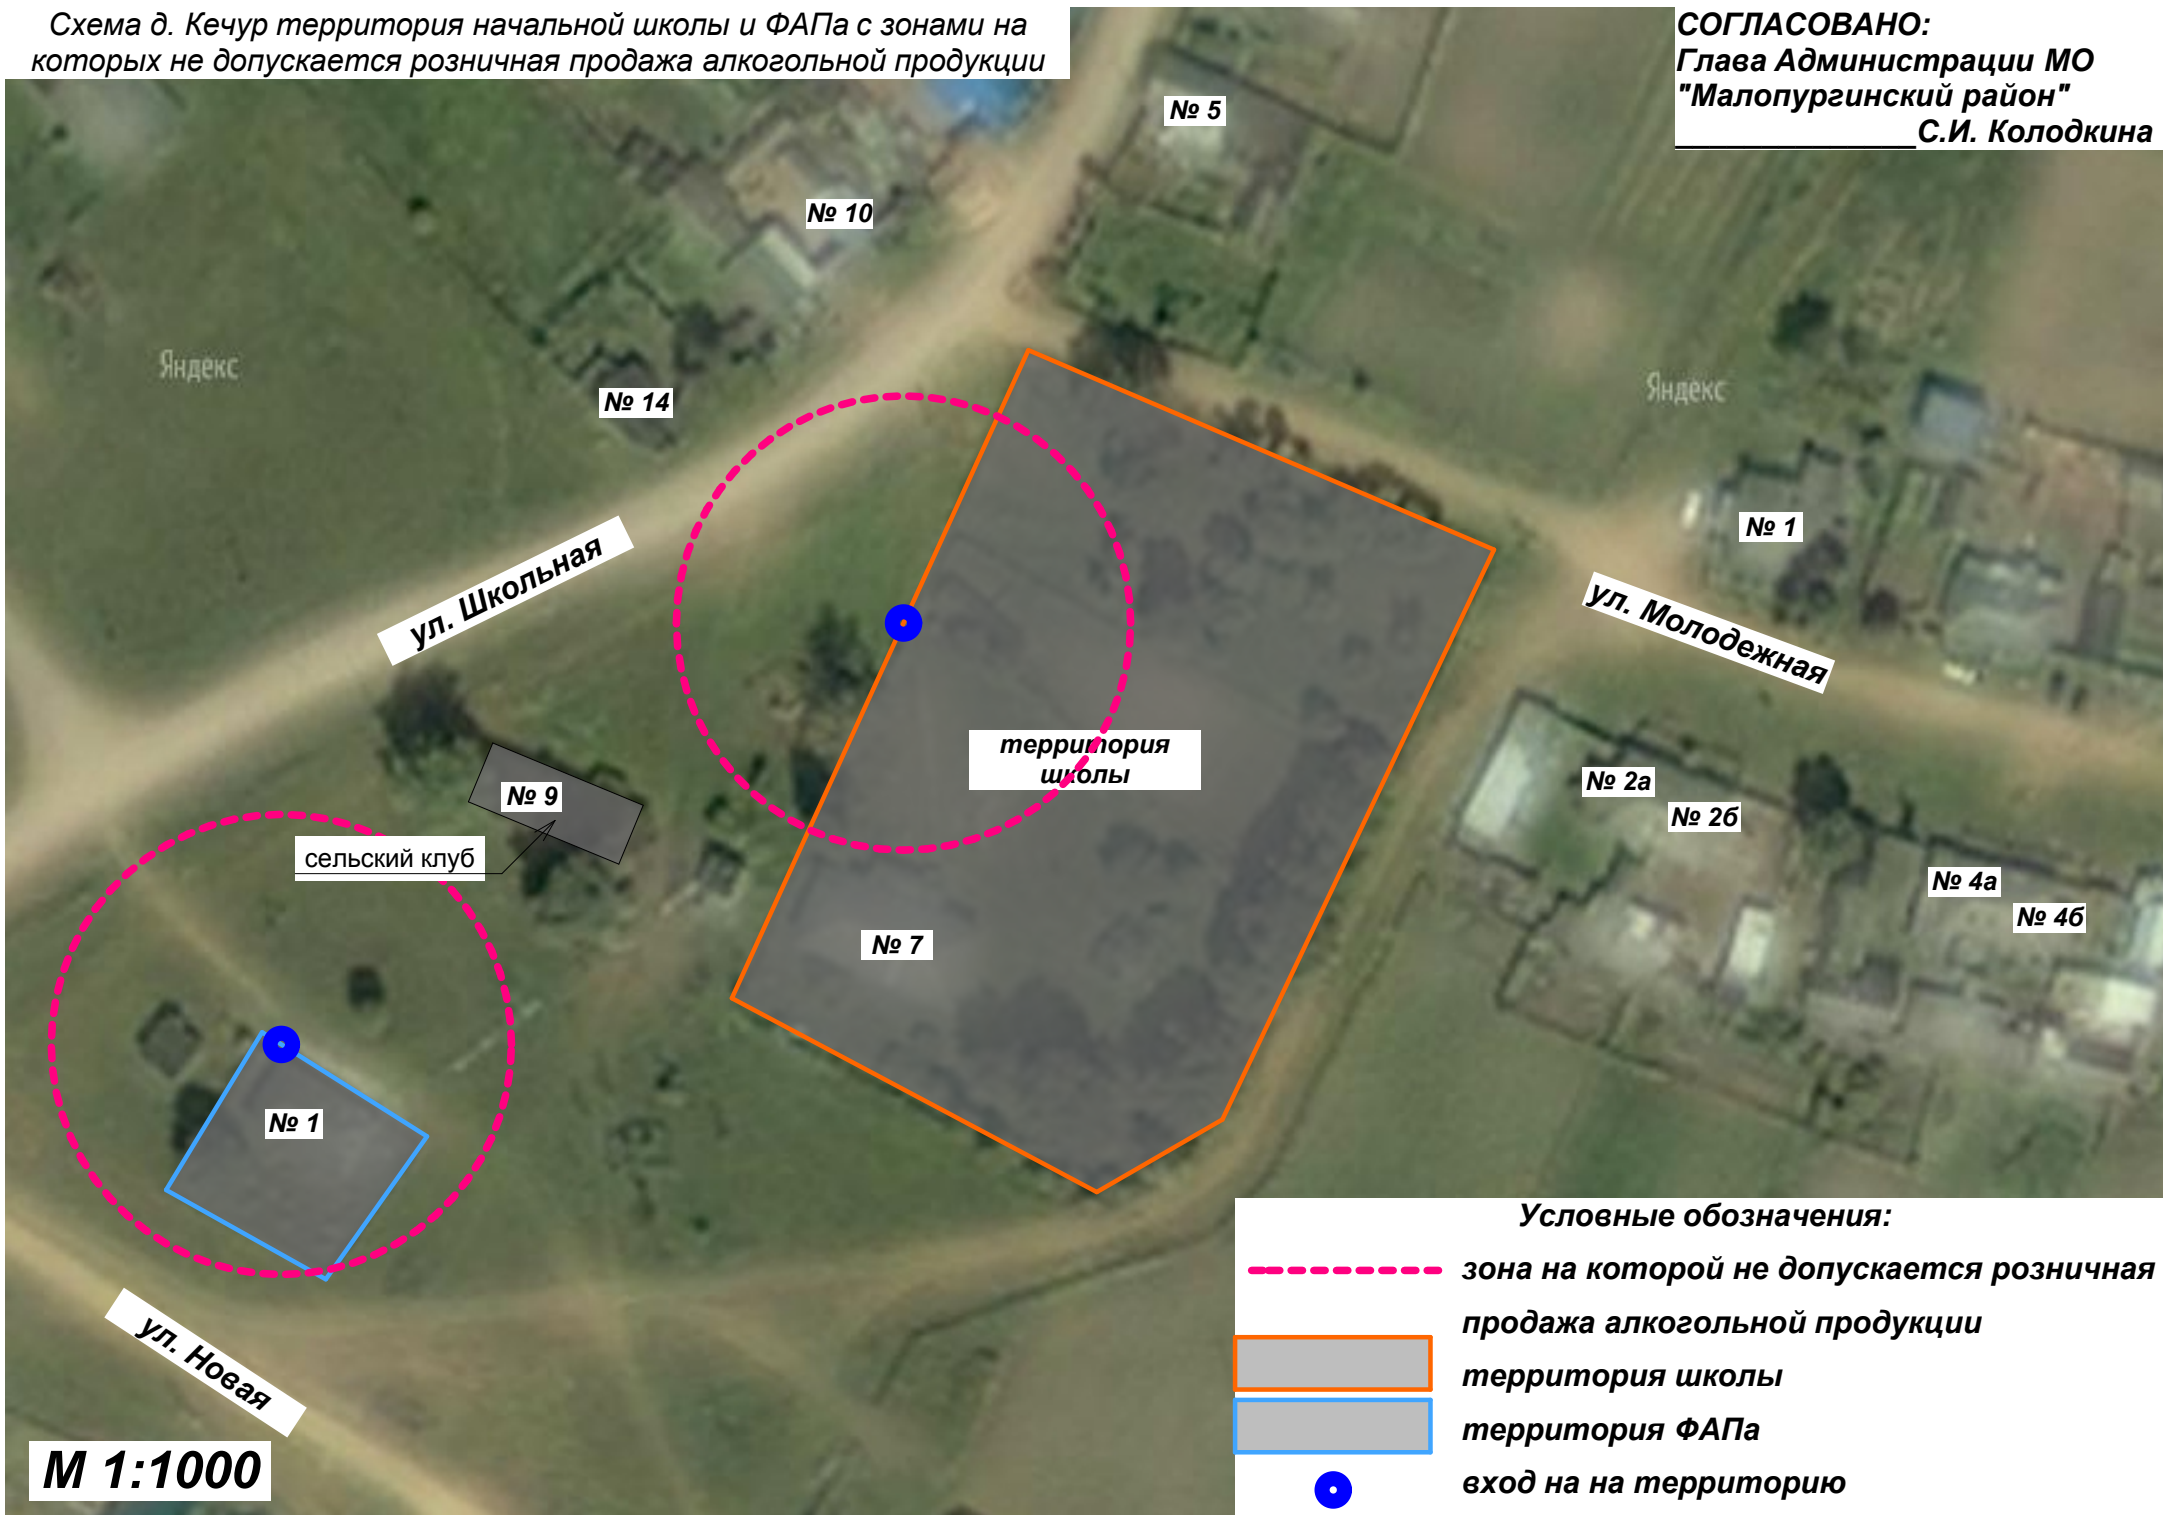 Схема д. Кечур территория начальной школы и ФАПа с зонами на
которых не допускается розничная продажа алкогольной продукции
СОГЛАСОВАНО:
Глава Администрации МО
"Малопургинский район"
______________С.И. Колодкина
№ 5
№ 10
Яндекс
Яндекс
№ 14
№ 1
ул. Школьная
ул. Молодежная
территория
школы
№ 9
сельский клуб
№ 2а
№ 2б
№ 4а
№ 4б
№ 7
№ 1
ул. Новая
М 1:1000
Условные обозначения:
зона на которой не допускается розничная
продажа алкогольной продукции
территория школы
территория ФАПа
вход на на территорию